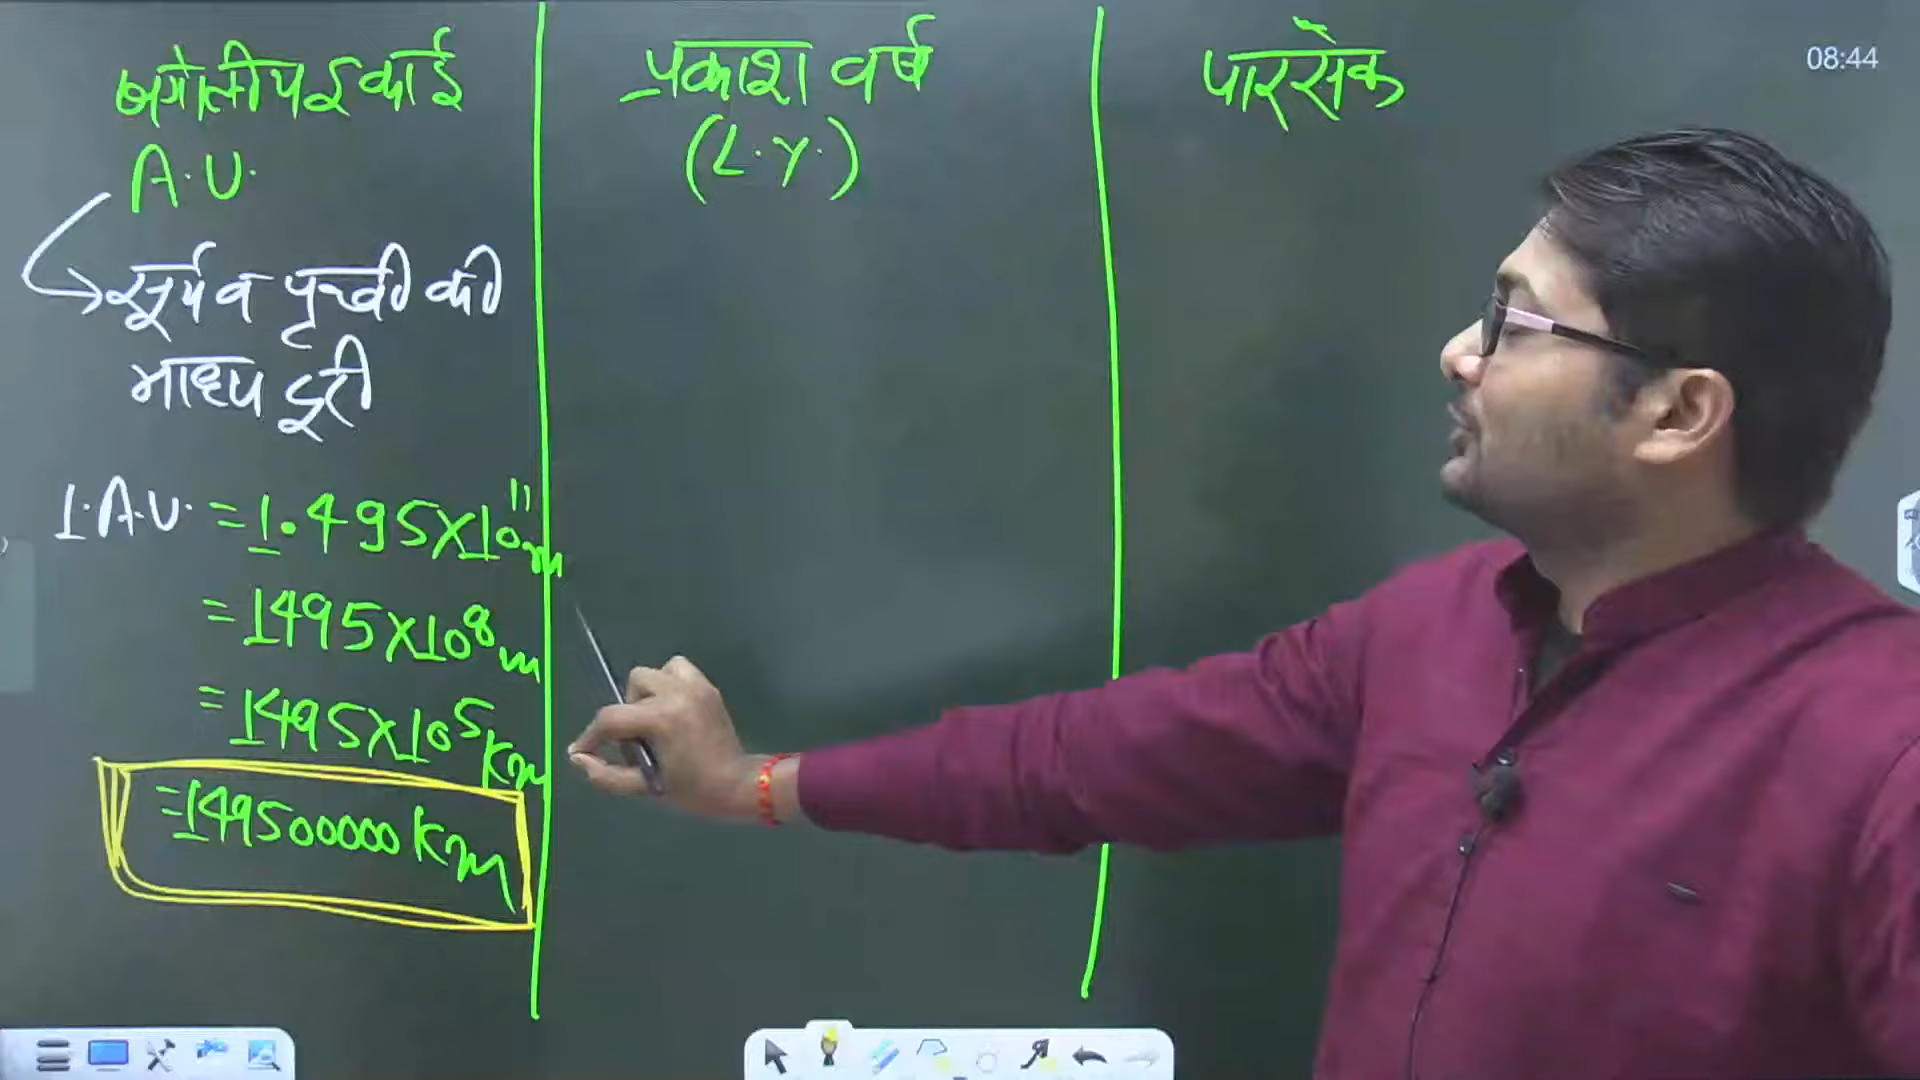 खगोलीय इकाई
A.U.
सूर्य व पृथ्वी की
माध्य दूरी
1.A.U. = 1.495×10¹¹m
= 1495×10⁸m
= 1495×10⁵Km
= 149500000 Km
प्रकाश वर्ष
(L.Y.)
पारसेक
08:44